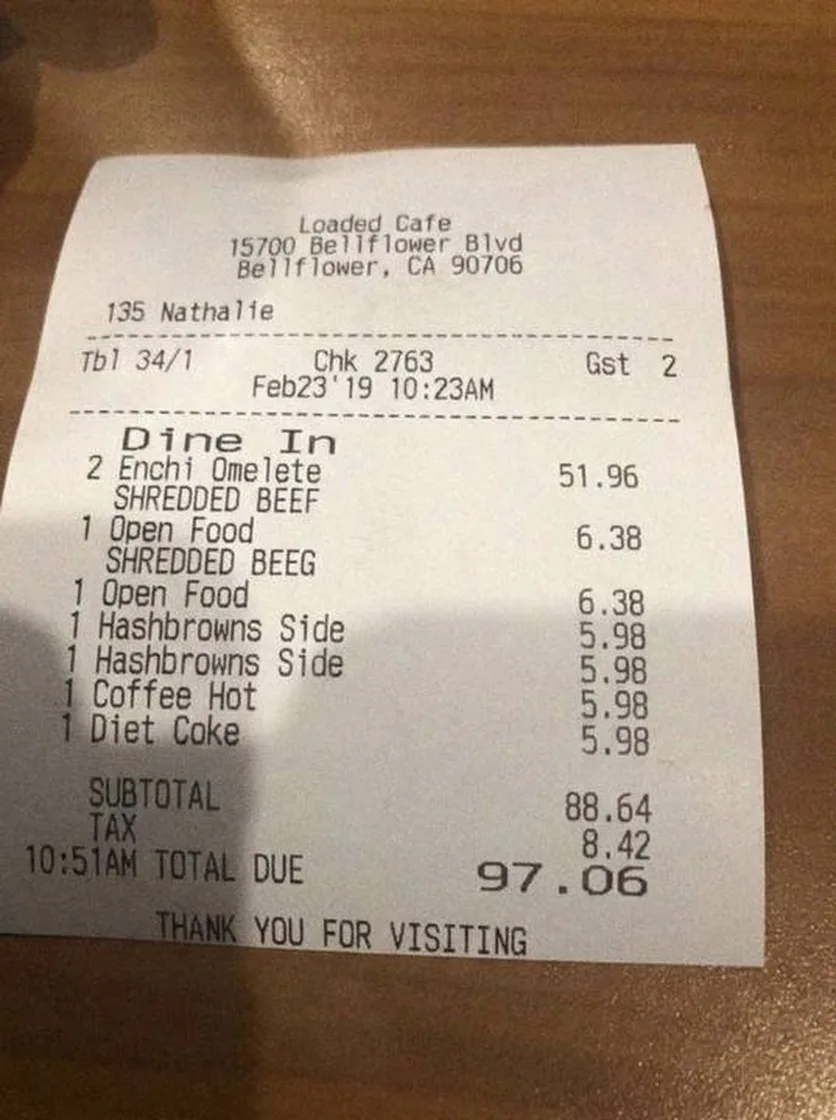 Loaded Cafe
15700 Bellflower Blvd
Bellflower, CA 90706
135 Nathalie
Tbl 34/1 Chk 2763 Gst 2
Feb23'19 10:23AM
Dine In
2 Enchi Omelete 51.96
SHREDDED BEEF
1 Open Food 6.38
SHREDDED BEEG
1 Open Food 6.38
1 Hashbrowns Side 5.98
1 Hashbrowns Side 5.98
1 Coffee Hot 5.98
1 Diet Coke 5.98
SUBTOTAL 88.64
TAX 8.42
10:51AM TOTAL DUE 97.06
THANK YOU FOR VISITING